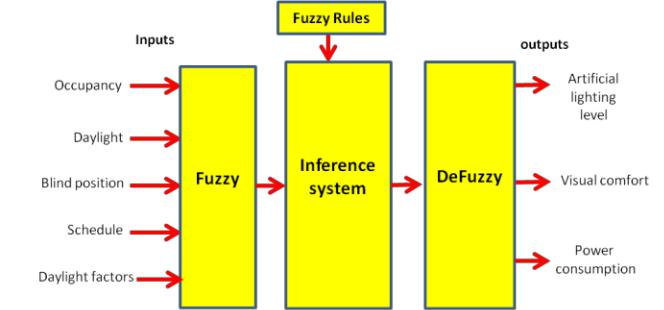 Fuzzy Rules
Inputs
outputs
Occupancy
Daylight
Blind position
Schedule
Daylight factors
Fuzzy
Inference
system
DeFuzzy
Artificial
lighting
level
Visual comfort
Power
consumption